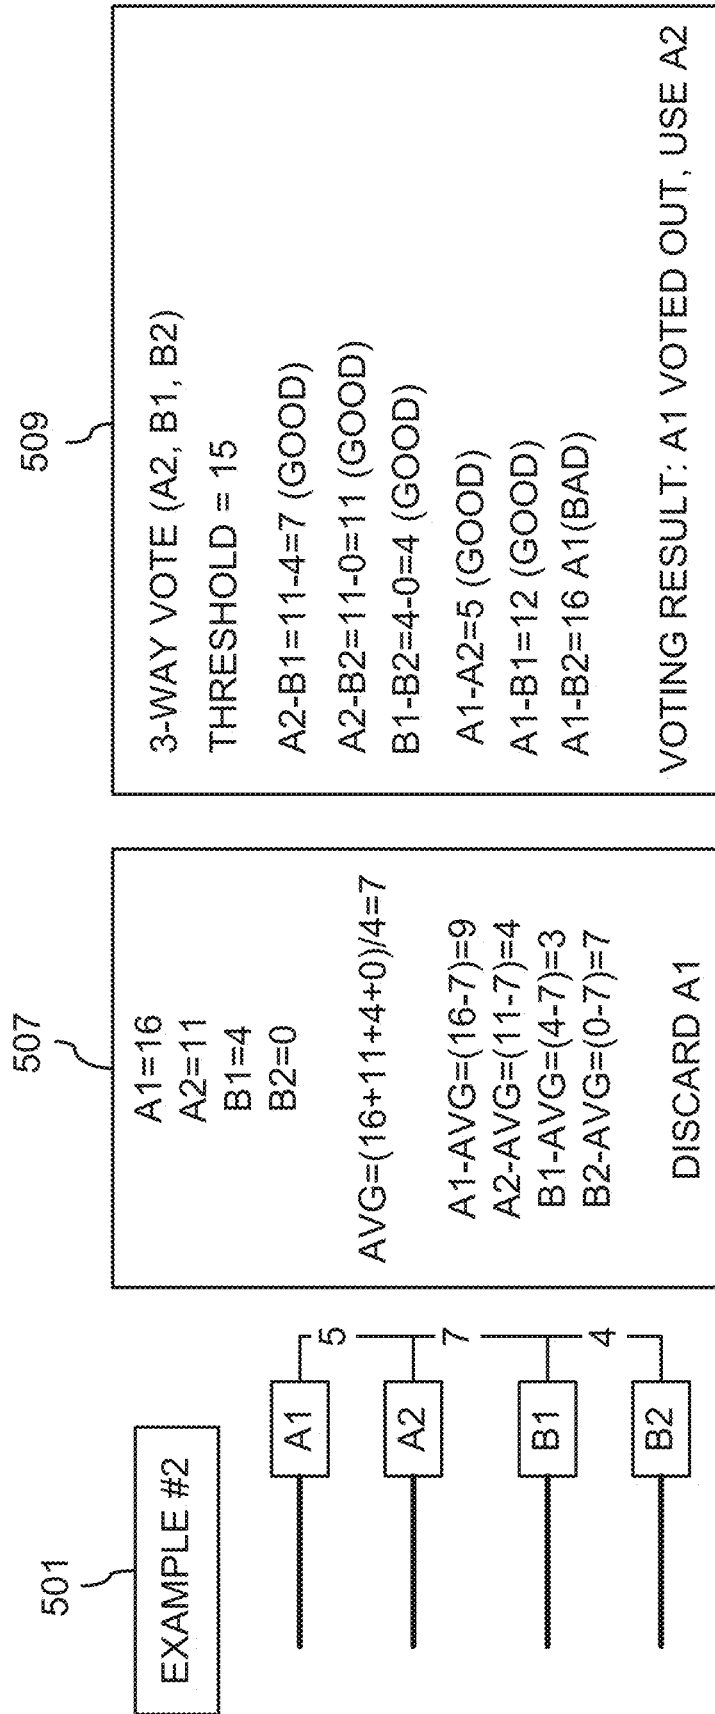 501
EXAMPLE #2
A1
A2
B1
B2
5
7
4
507
A1=16
A2=11
B1=4
B2=0
AVG=(16+11+4+0)/4=7
A1-AVG=(16-7)=9
A2-AVG=(11-7)=4
B1-AVG=(4-7)=3
B2-AVG=(0-7)=7
DISCARD A1
509
3-WAY VOTE (A2, B1, B2)
THRESHOLD = 15
A2-B1=11-4=7 (GOOD)
A2-B2=11-0=11 (GOOD)
B1-B2=4-0=4 (GOOD)
A1-A2=5 (GOOD)
A1-B1=12 (GOOD)
A1-B2=16 A1(BAD)
VOTING RESULT: A1 VOTED OUT, USE A2